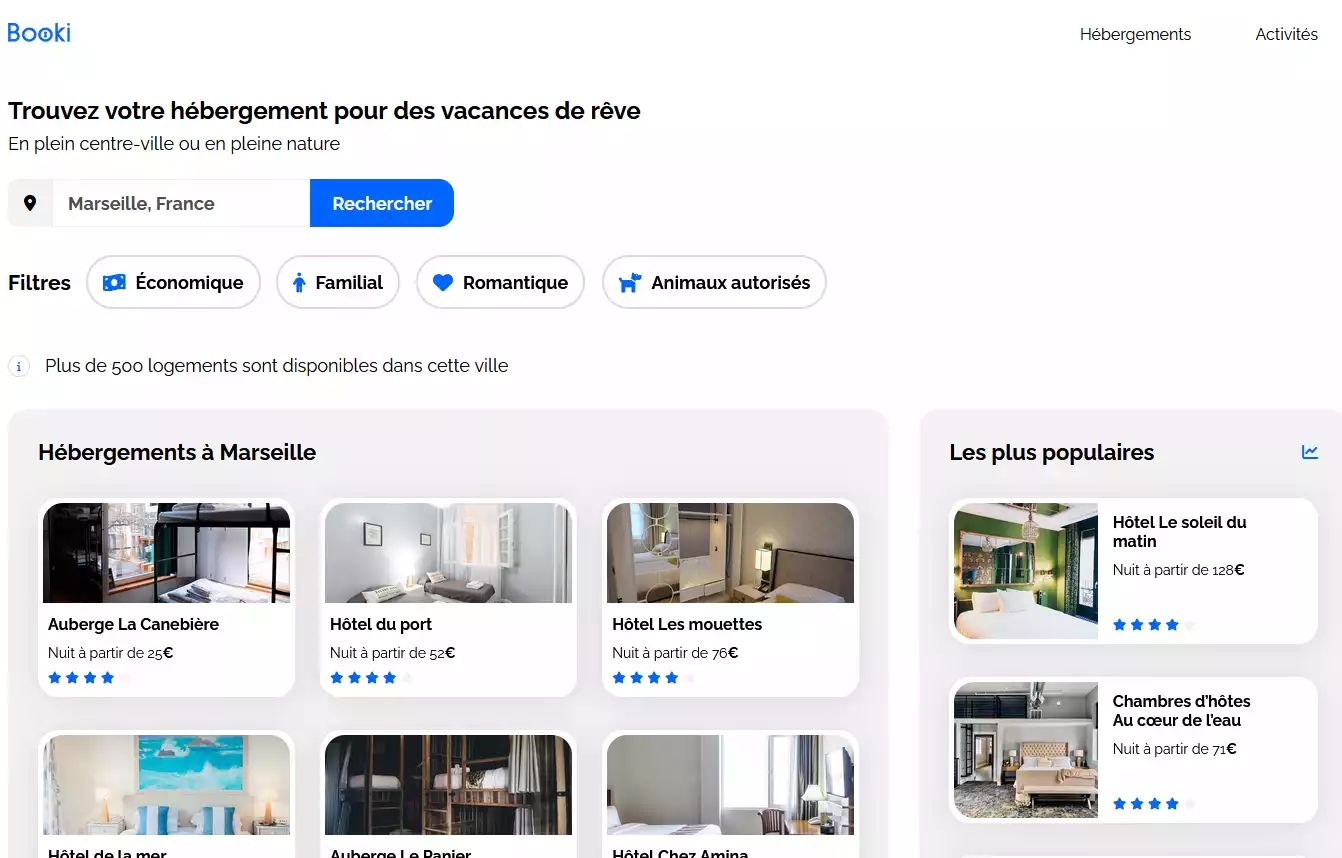 Booki
Hébergements
Activités
Trouvez votre hébergement pour des vacances de rêve
En plein centre-ville ou en pleine nature
Marseille, France
Rechercher
Filtres
Économique
Familial
Romantique
Animaux autorisés
Plus de 500 logements sont disponibles dans cette ville
Hébergements à Marseille
Auberge La Canebière
Nuit à partir de 25€
Hôtel du port
Nuit à partir de 52€
Hôtel Les mouettes
Nuit à partir de 76€
Hôtel de la mer
Auberge Le Panier
Hôtel Chez Amina
Les plus populaires
Hôtel Le soleil du
matin
Nuit à partir de 128€
Chambres d'hôtes
Au cœur de l'eau
Nuit à partir de 71€